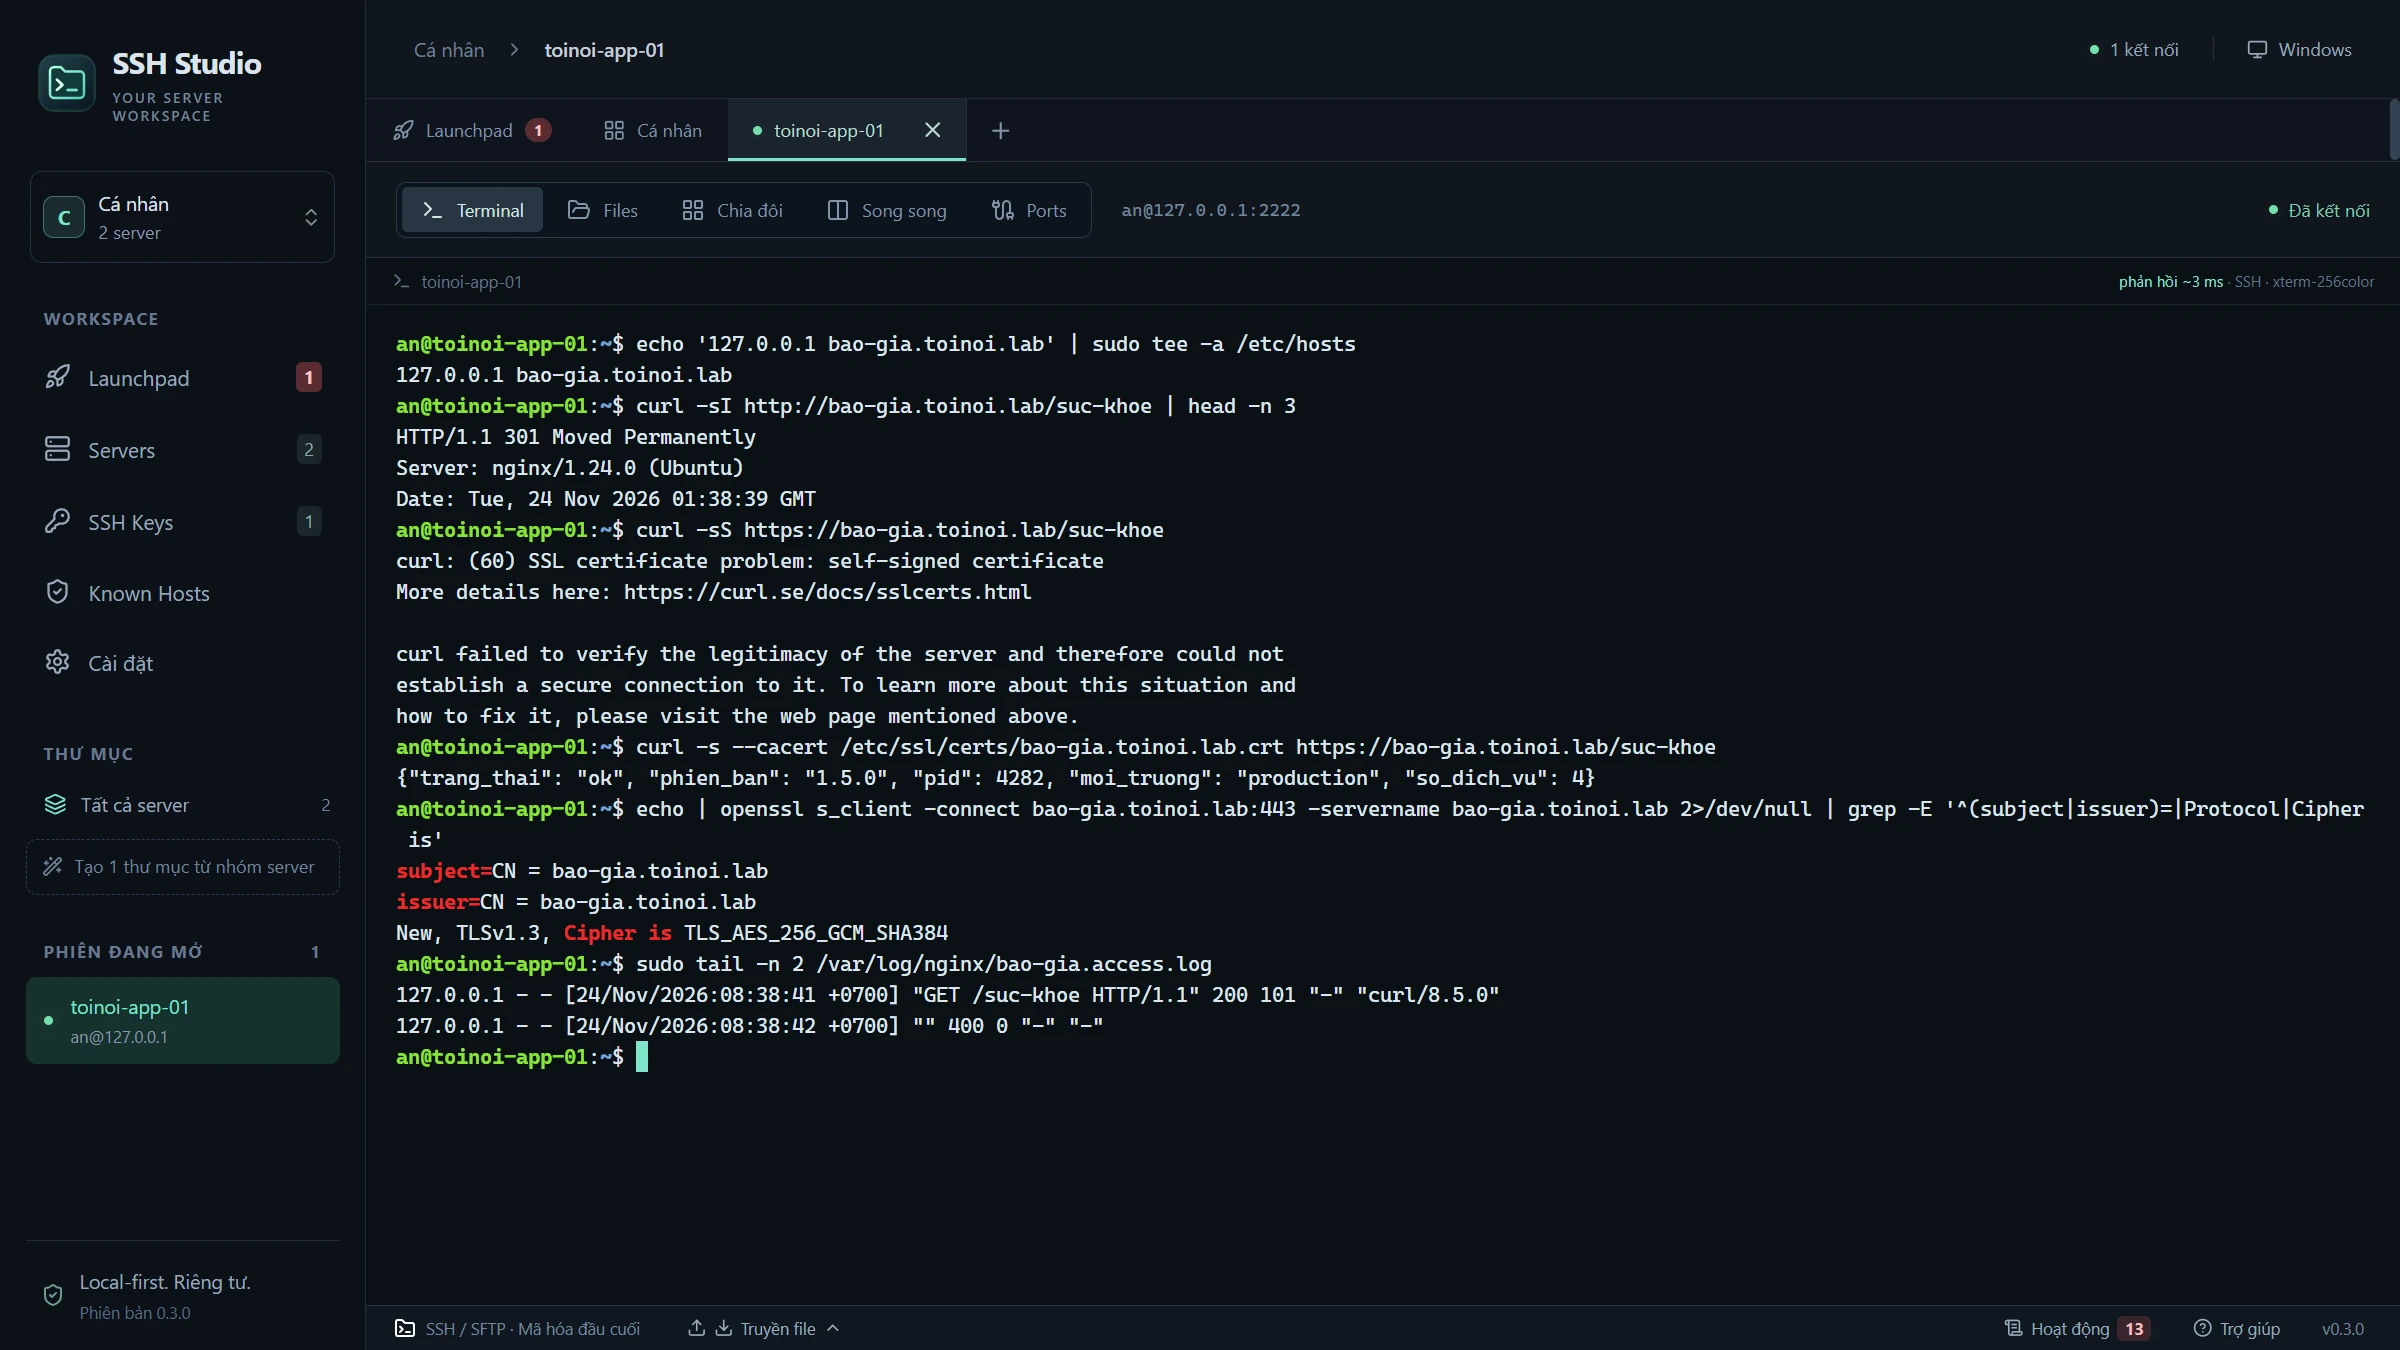 SSH Studio
YOUR SERVER
WORKSPACE
C
Cá nhân
2 server
WORKSPACE
Launchpad 1
Servers 2
SSH Keys 1
Known Hosts
Cài đặt
THƯ MỤC
Tất cả server 2
Tạo 1 thư mục từ nhóm server
PHIÊN ĐANG MỞ 1
toinoi-app-01
an@127.0.0.1
Local-first. Riêng tư.
Phiên bản 0.3.0
Cá nhân > toinoi-app-01
1 kết nối
Windows
Launchpad 1
Cá nhân
toinoi-app-01
Terminal
Files
Chia đôi
Song song
Ports
an@127.0.0.1:2222
Đã kết nối
toinoi-app-01
phản hồi ~3 ms · SSH · xterm-256color
an@toinoi-app-01:~$ echo '127.0.0.1 bao-gia.toinoi.lab' | sudo tee -a /etc/hosts
127.0.0.1 bao-gia.toinoi.lab
an@toinoi-app-01:~$ curl -sI http://bao-gia.toinoi.lab/suc-khoe | head -n 3
HTTP/1.1 301 Moved Permanently
Server: nginx/1.24.0 (Ubuntu)
Date: Tue, 24 Nov 2026 01:38:39 GMT
an@toinoi-app-01:~$ curl -sS https://bao-gia.toinoi.lab/suc-khoe
curl: (60) SSL certificate problem: self-signed certificate
More details here: https://curl.se/docs/sslcerts.html
curl failed to verify the legitimacy of the server and therefore could not
establish a secure connection to it. To learn more about this situation and
how to fix it, please visit the web page mentioned above.
an@toinoi-app-01:~$ curl -s --cacert /etc/ssl/certs/bao-gia.toinoi.lab.crt https://bao-gia.toinoi.lab/suc-khoe
{"trang_thai": "ok", "phien_ban": "1.5.0", "pid": 4282, "moi_truong": "production", "so_dich_vu": 4}
an@toinoi-app-01:~$ echo | openssl s_client -connect bao-gia.toinoi.lab:443 -servername bao-gia.toinoi.lab 2>/dev/null | grep -E '^(subject|issuer)=|Protocol|Cipher
is'
subject=CN = bao-gia.toinoi.lab
issuer=CN = bao-gia.toinoi.lab
New, TLSv1.3, Cipher is TLS_AES_256_GCM_SHA384
an@toinoi-app-01:~$ sudo tail -n 2 /var/log/nginx/bao-gia.access.log
127.0.0.1 - - [24/Nov/2026:08:38:41 +0700] "GET /suc-khoe HTTP/1.1" 200 101 "-" "curl/8.5.0"
127.0.0.1 - - [24/Nov/2026:08:38:42 +0700] "" 400 0 "-" "-"
an@toinoi-app-01:~$
SSH / SFTP · Mã hóa đầu cuối
Truyền file
Hoạt động 13
Trợ giúp
v0.3.0